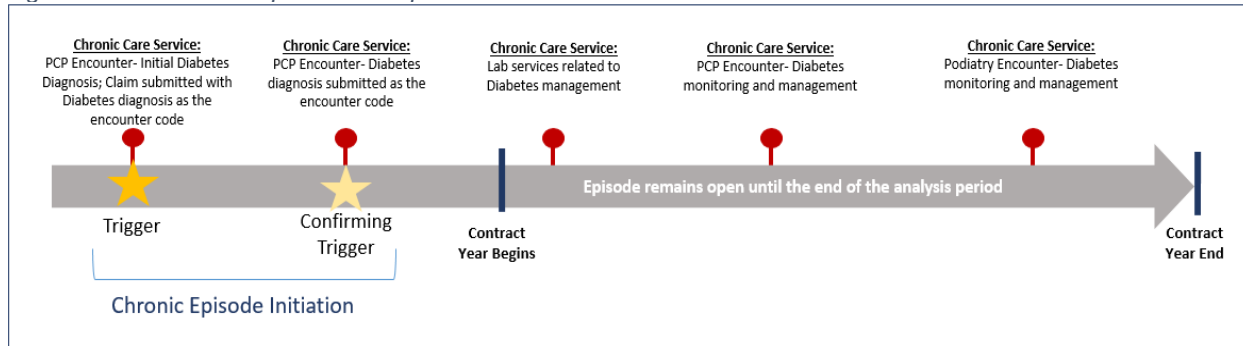 Chronic Care Service:
PCP Encounter- Initial Diabetes
Diagnosis; Claim submitted with
Diabetes diagnosis as the
encounter code
Chronic Care Service:
PCP Encounter- Diabetes
diagnosis submitted as the
encounter code
Chronic Care Service:
Lab services related to
Diabetes management
Chronic Care Service:
PCP Encounter- Diabetes
monitoring and management
Chronic Care Service:
Podiatry Encounter- Diabetes
monitoring and management
Episode remains open until the end of the analysis period
Trigger
Confirming
Trigger
Contract
Year Begins
Contract
Year End
Chronic Episode Initiation